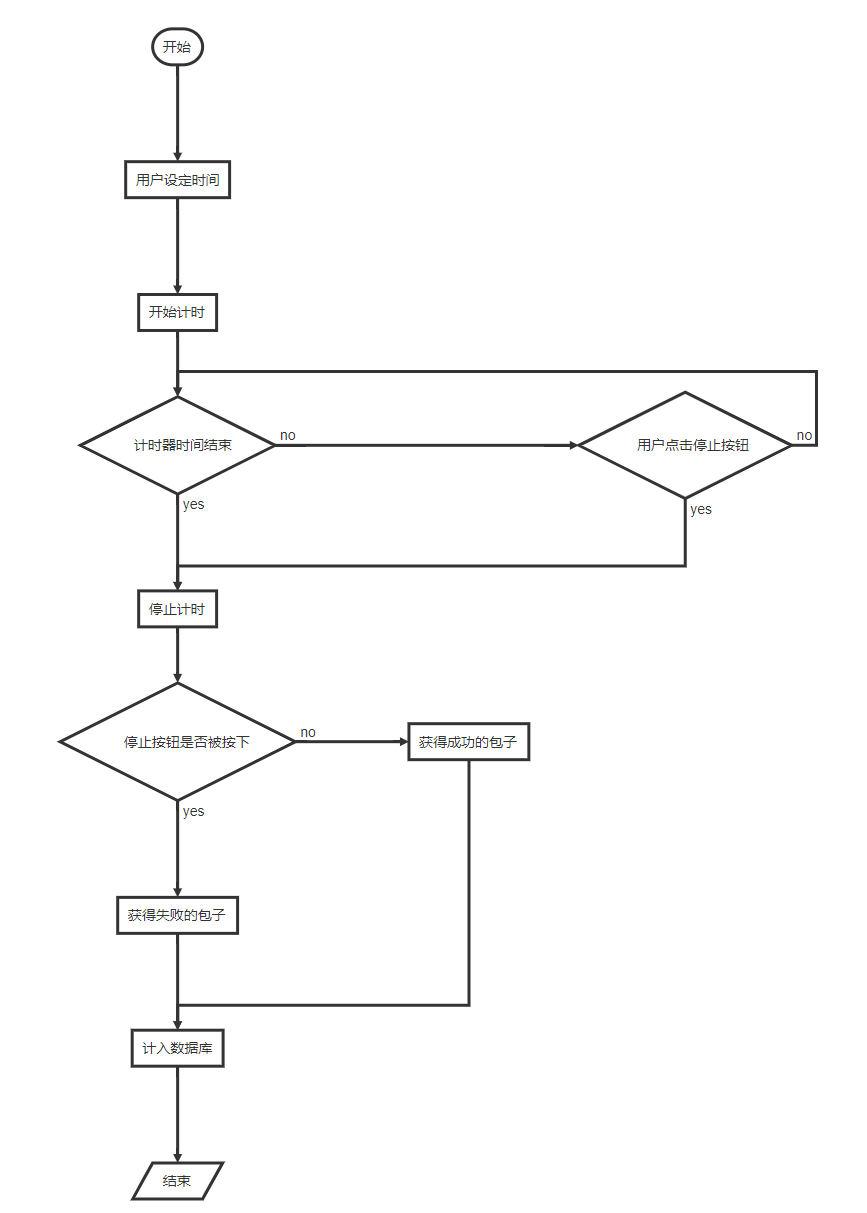 开始
用户设定时间
开始计时
计时器时间结束
no
用户点击停止按钮
no
yes
yes
停止计时
停止按钮是否被按下
no
获得成功的包子
yes
获得失败的包子
计入数据库
结束